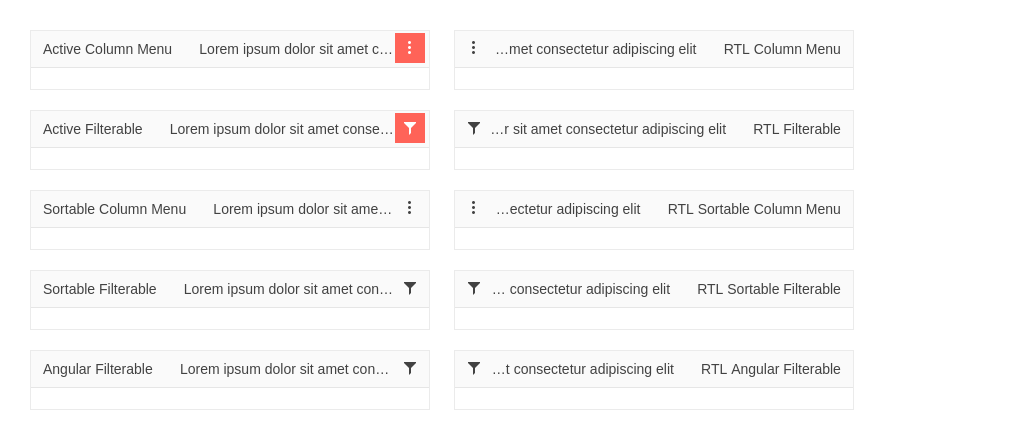 Active Column Menu Lorem ipsum dolor sit amet c…
…met consectetur adipiscing elit RTL Column Menu
Active Filterable Lorem ipsum dolor sit amet conse…
…r sit amet consectetur adipiscing elit RTL Filterable
Sortable Column Menu Lorem ipsum dolor sit ame…
…ectetur adipiscing elit RTL Sortable Column Menu
Sortable Filterable Lorem ipsum dolor sit amet con…
… consectetur adipiscing elit RTL Sortable Filterable
Angular Filterable Lorem ipsum dolor sit amet con…
…t consectetur adipiscing elit RTL Angular Filterable